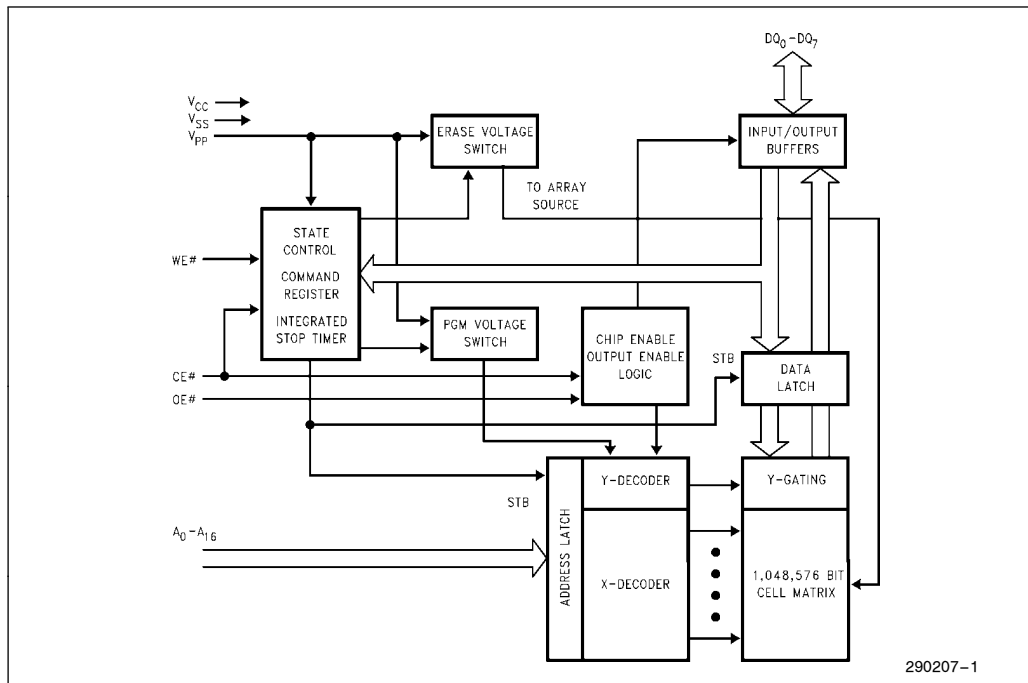 DQ0–DQ7
VCC
VSS
VPP
ERASE VOLTAGE
SWITCH
INPUT/OUTPUT
BUFFERS
TO ARRAY
SOURCE
STATE
CONTROL
COMMAND
REGISTER
INTEGRATED
STOP TIMER
WE#
PGM VOLTAGE
SWITCH
CHIP ENABLE
OUTPUT ENABLE
LOGIC
STB
DATA
LATCH
CE#
OE#
STB
ADDRESS LATCH
Y-DECODER
Y-GATING
A0–A16
X-DECODER
1,048,576 BIT
CELL MATRIX
290207–1